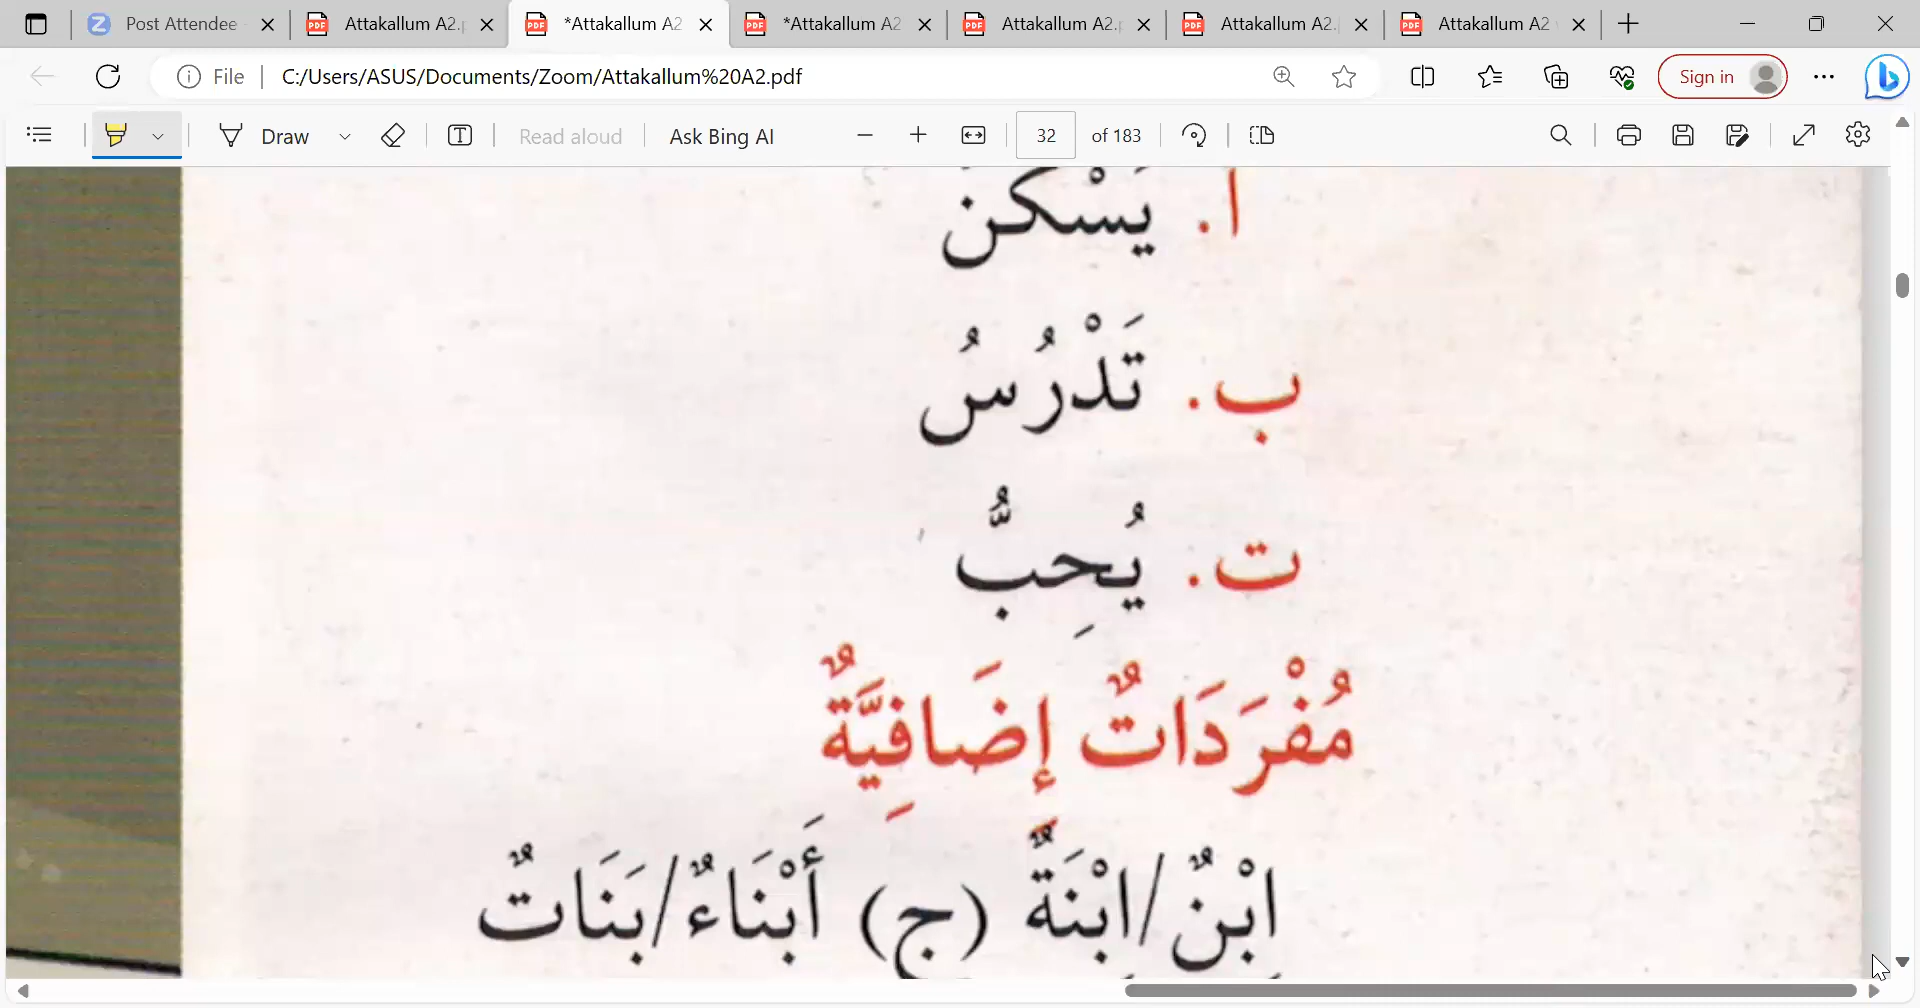 Post Attendee -
Attakallum A2.p
*Attakallum A2
*Attakallum A2
Attakallum A2.p
Attakallum A2.
Attakallum A2
File
C:/Users/ASUS/Documents/Zoom/Attakallum%20A2.pdf
Sign in
Draw
Read aloud
Ask Bing AI
32 of 183
أ. يَسْكُنُ
ب. تَدْرُسُ
ت. يُحِبُّ
مُفْرَدَاتٌ إِضَافِيَّةٌ
اِبْنٌ/اِبْنَةٌ (ج) أَبْنَاءٌ/بَنَاتٌ